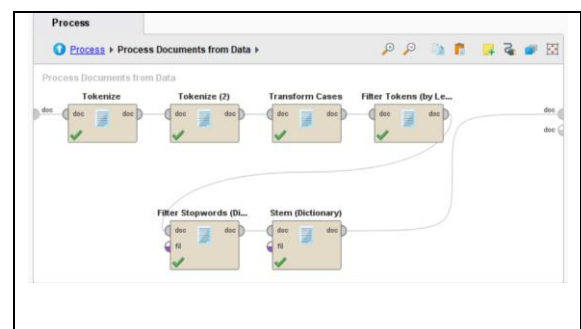 Process
Process ▸ Process Documents from Data ▸
Process Documents from Data
Tokenize Tokenize (2) Transform Cases Filter Tokens (by Le...
doc doc doc doc doc doc doc doc doc doc
doc
Filter Stopwords (Di... Stem (Dictionary)
doc doc doc doc
fil fil